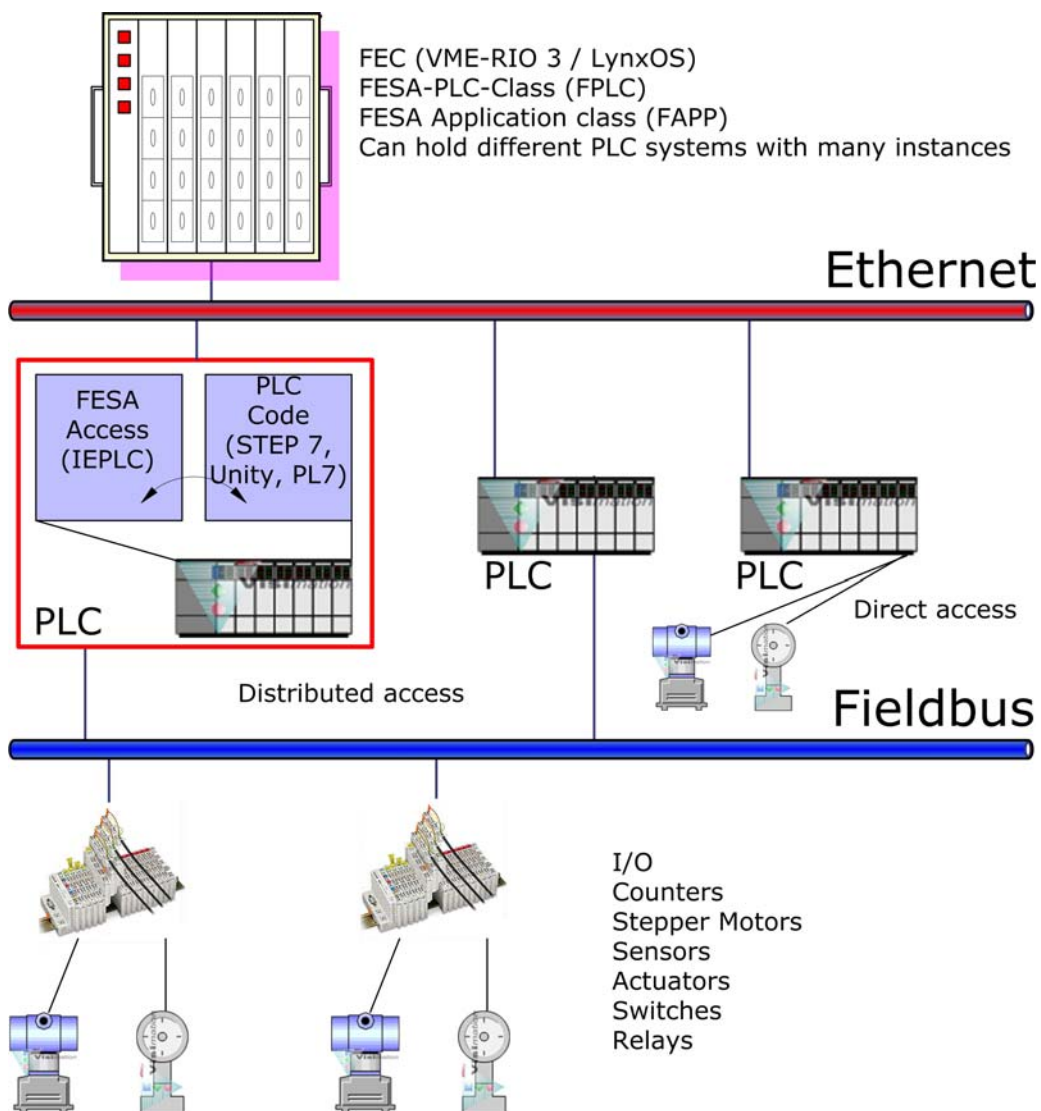 FEC (VME-RIO 3 / LynxOS)
FESA-PLC-Class (FPLC)
FESA Application class (FAPP)
Can hold different PLC systems with many instances
Ethernet
FESA
Access
(IEPLC)
PLC
Code
(STEP 7,
Unity, PL7)
PLC
PLC
PLC
Direct access
Distributed access
Fieldbus
I/O
Counters
Stepper Motors
Sensors
Actuators
Switches
Relays